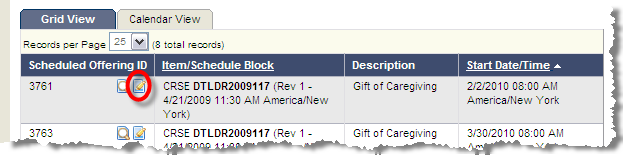 Grid View Calendar View
Records per Page 25 (8 total records)
Scheduled Offering ID Item/Schedule Block Description Start Date/Time
3761 CRSE DTLDR2009117 (Rev 1 - Gift of Caregiving 2/2/2010 08:00 AM
4/21/2009 11:30 AM America/New America/New York
York)
3763 CRSE DTLDR2009117 (Rev 1 - Gift of Caregiving 3/30/2010 08:00 AM